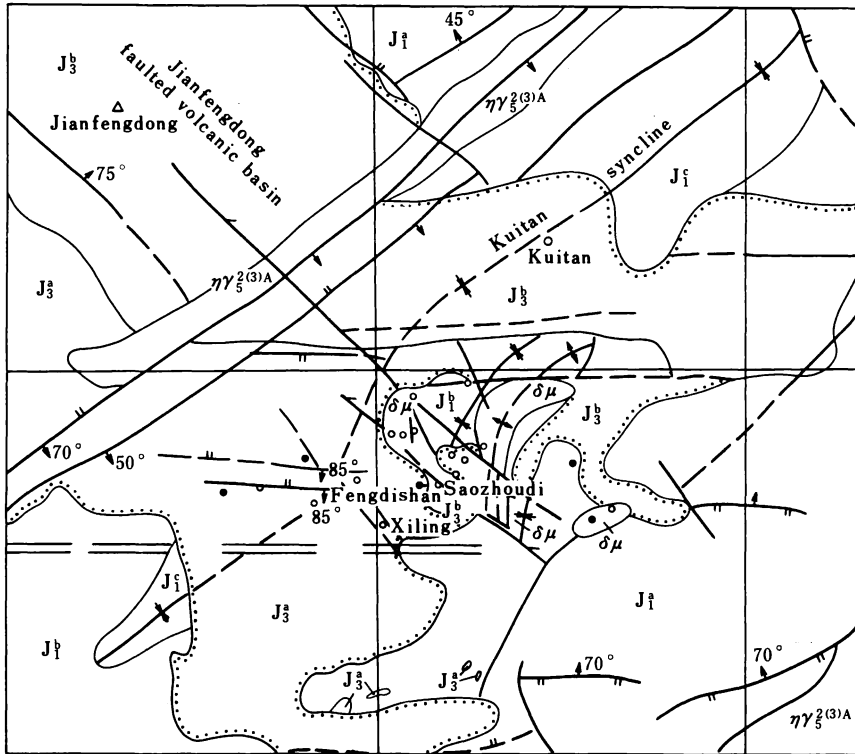 J₁ᵃ
45°
J₃ᵇ
Jianfengdong
faulted volcanic basin
Jianfengdong
ηγ₅²⁽³⁾ᴬ
syncline
75°
J₁ᶜ
Kuitan
Kuitan
ηγ₅²⁽³⁾ᴬ
J₃ᵃ
J₃ᵇ
δμ
J₁ᵇ
δμ
J₃ᵇ
70°
50°
85°
Fengdishan
Saozhoudi
85°
J₃ᵇ
Xiling
δμ
δμ
J₁ᶜ
J₃ᵃ
J₁ᵃ
J₁ᵇ
J₃ᵃ
J₃ᵃ
70°
70°
ηγ₅²⁽³⁾ᴬ